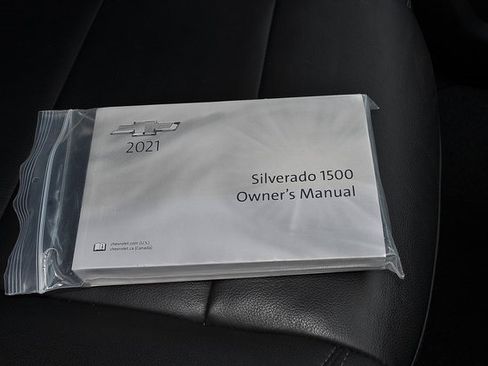 2021
Silverado 1500
Owner's Manual
chevrolet.com (U.S.)
chevrolet.ca (Canada)